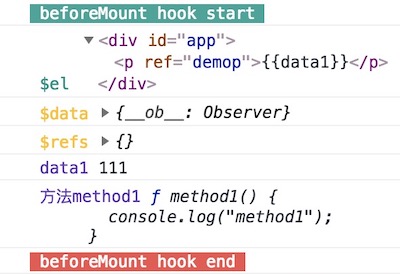 beforeMount hook start
▼<div id="app">
<p ref="demop">{{data1}}</p>
$el </div>
$data ▶ {__ob__: Observer}
$refs ▶ {}
data1 111
方法method1 ƒ method1() {
console.log("method1");
}
beforeMount hook end